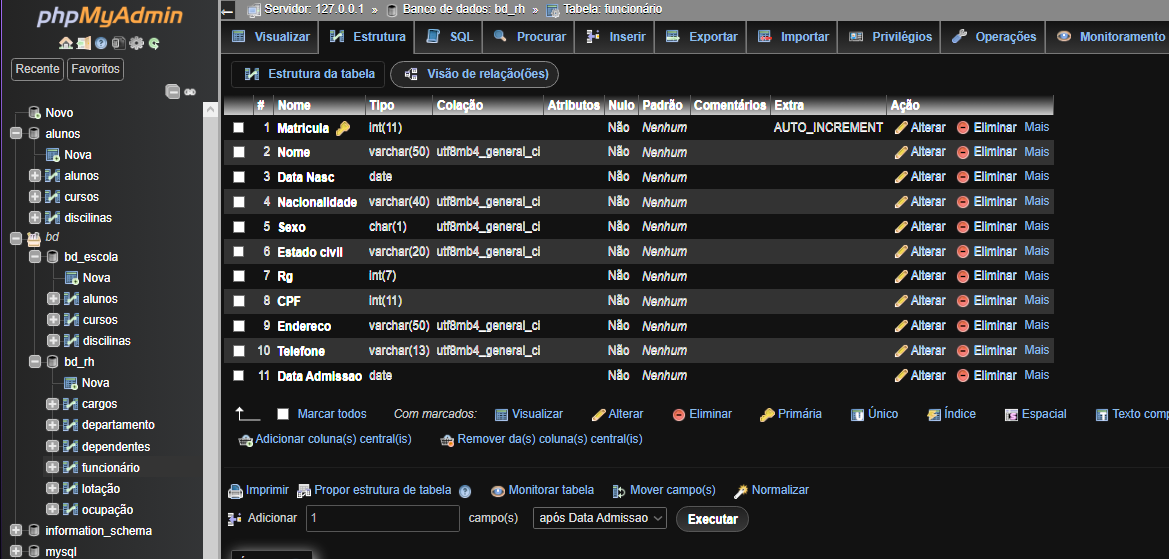 phpMyAdmin
Recente Favoritos
Novo
alunos
Nova
alunos
cursos
discilinas
bd
bd_escola
Nova
alunos
cursos
discilinas
bd_rh
Nova
cargos
departamento
dependentes
funcionário
lotação
ocupação
information_schema
mysql
Servidor: 127.0.0.1 » Banco de dados: bd_rh » Tabela: funcionário
Visualizar Estrutura SQL Procurar Inserir Exportar Importar Privilégios Operações Monitoramento
Estrutura da tabela Visão de relação(ões)
# Nome Tipo Colação Atributos Nulo Padrão Comentários Extra Ação
1 Matricula int(11) Não Nenhum AUTO_INCREMENT Alterar Eliminar Mais
2 Nome varchar(50) utf8mb4_general_ci Não Nenhum Alterar Eliminar Mais
3 Data Nasc date Não Nenhum Alterar Eliminar Mais
4 Nacionalidade varchar(40) utf8mb4_general_ci Não Nenhum Alterar Eliminar Mais
5 Sexo char(1) utf8mb4_general_ci Não Nenhum Alterar Eliminar Mais
6 Estado civil varchar(20) utf8mb4_general_ci Não Nenhum Alterar Eliminar Mais
7 Rg int(7) Não Nenhum Alterar Eliminar Mais
8 CPF int(11) Não Nenhum Alterar Eliminar Mais
9 Endereco varchar(50) utf8mb4_general_ci Não Nenhum Alterar Eliminar Mais
10 Telefone varchar(13) utf8mb4_general_ci Não Nenhum Alterar Eliminar Mais
11 Data Admissao date Não Nenhum Alterar Eliminar Mais
Marcar todos Com marcados: Visualizar Alterar Eliminar Primária Único Índice Espacial Texto comp
Adicionar coluna(s) central(is) Remover da(s) coluna(s) central(is)
Imprimir Propor estrutura de tabela Monitorar tabela Mover campo(s) Normalizar
Adicionar 1 campo(s) após Data Admissao Executar